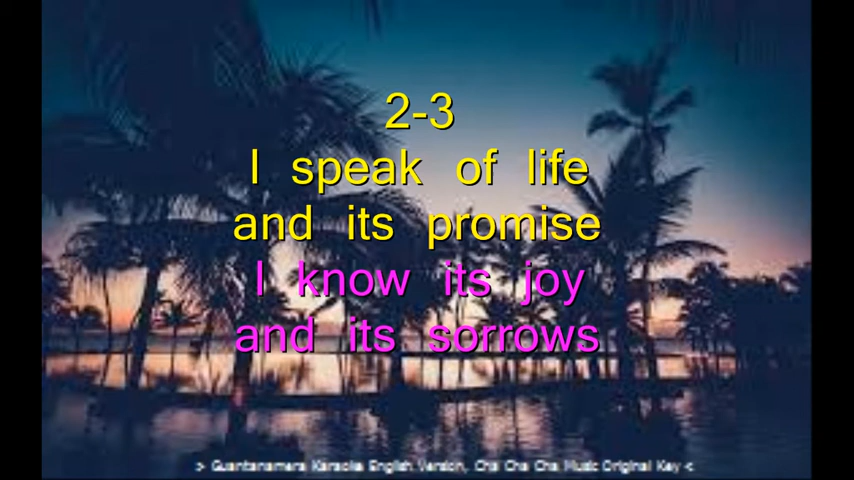 2-3
I speak of life
and its promise
I know its joy
and its sorrows
> Guantanamera Karaoke English Version, Cha Cha Cha Music Original Key <